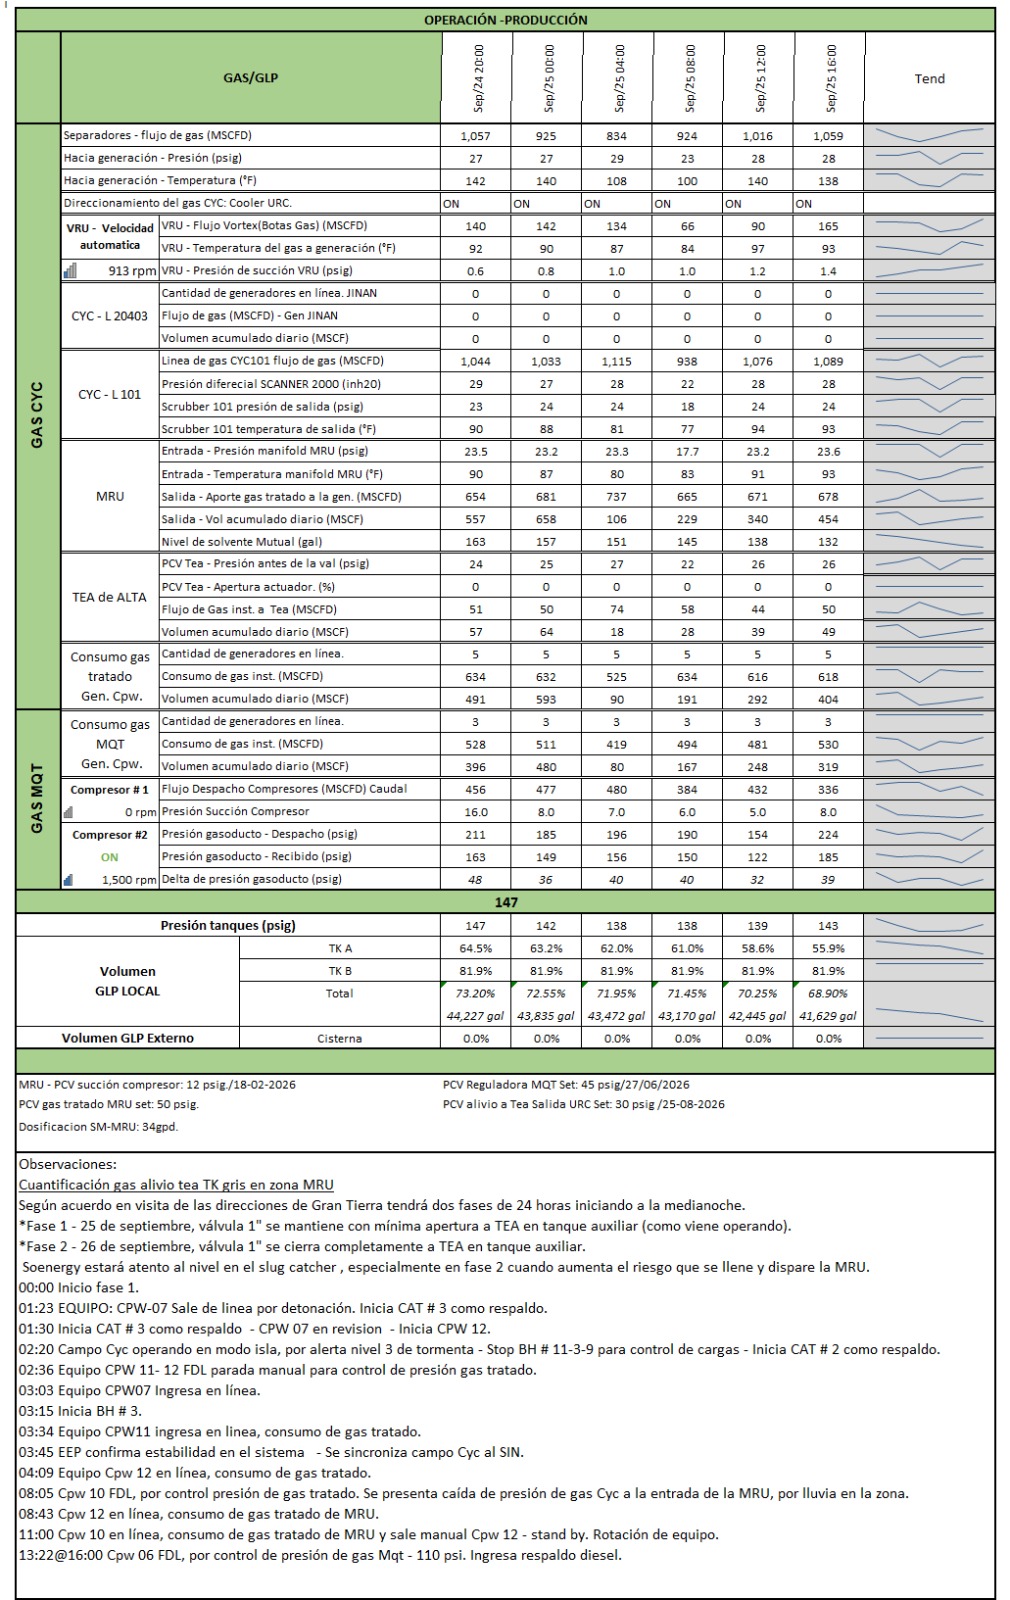 OPERACIÓN -PRODUCCIÓN
GAS/GLP Sep/24 20:00 Sep/25 00:00 Sep/25 04:00 Sep/25 08:00 Sep/25 12:00 Sep/25 16:00 Tend
GAS CYC
Separadores - flujo de gas (MSCFD) 1,057 925 834 924 1,016 1,059
Hacia generación - Presión (psig) 27 27 29 23 28 28
Hacia generación - Temperatura (°F) 142 140 108 100 140 138
Direccionamiento del gas CYC: Cooler URC. ON ON ON ON ON ON
VRU - Velocidad automatica
913 rpm
VRU - Flujo Vortex(Botas Gas) (MSCFD) 140 142 134 66 90 165
VRU - Temperatura del gas a generación (°F) 92 90 87 84 97 93
VRU - Presión de succión VRU (psig) 0.6 0.8 1.0 1.0 1.2 1.4
CYC - L 20403
Cantidad de generadores en línea. JINAN 0 0 0 0 0 0
Flujo de gas (MSCFD) - Gen JINAN 0 0 0 0 0 0
Volumen acumulado diario (MSCF) 0 0 0 0 0 0
CYC - L 101
Linea de gas CYC101 flujo de gas (MSCFD) 1,044 1,033 1,115 938 1,076 1,089
Presión diferecial SCANNER 2000 (inh20) 29 27 28 22 28 28
Scrubber 101 presión de salida (psig) 23 24 24 18 24 24
Scrubber 101 temperatura de salida (°F) 90 88 81 77 94 93
MRU
Entrada - Presión manifold MRU (psig) 23.5 23.2 23.3 17.7 23.2 23.6
Entrada - Temperatura manifold MRU (°F) 90 87 80 83 91 93
Salida - Aporte gas tratado a la gen. (MSCFD) 654 681 737 665 671 678
Salida - Vol acumulado diario (MSCF) 557 658 106 229 340 454
Nivel de solvente Mutual (gal) 163 157 151 145 138 132
TEA de ALTA
PCV Tea - Presión antes de la val (psig) 24 25 27 22 26 26
PCV Tea - Apertura actuador. (%) 0 0 0 0 0 0
Flujo de Gas inst. a Tea (MSCFD) 51 50 74 58 44 50
Volumen acumulado diario (MSCF) 57 64 18 28 39 49
Consumo gas tratado Gen. Cpw.
Cantidad de generadores en línea. 5 5 5 5 5 5
Consumo de gas inst. (MSCFD) 634 632 525 634 616 618
Volumen acumulado diario (MSCF) 491 593 90 191 292 404
GAS MQT
Consumo gas MQT Gen. Cpw.
Cantidad de generadores en línea. 3 3 3 3 3 3
Consumo de gas inst. (MSCFD) 528 511 419 494 481 530
Volumen acumulado diario (MSCF) 396 480 80 167 248 319
Compresor # 1 Flujo Despacho Compresores (MSCFD) Caudal 456 477 480 384 432 336
0 rpm Presión Succión Compresor 16.0 8.0 7.0 6.0 5.0 8.0
Compresor #2 Presión gasoducto - Despacho (psig) 211 185 196 190 154 224
ON Presión gasoducto - Recibido (psig) 163 149 156 150 122 185
1,500 rpm Delta de presión gasoducto (psig) 48 36 40 40 32 39
147
Presión tanques (psig) 147 142 138 138 139 143
Volumen GLP LOCAL
TK A 64.5% 63.2% 62.0% 61.0% 58.6% 55.9%
TK B 81.9% 81.9% 81.9% 81.9% 81.9% 81.9%
Total 73.20% 72.55% 71.95% 71.45% 70.25% 68.90%
44,227 gal 43,835 gal 43,472 gal 43,170 gal 42,445 gal 41,629 gal
Volumen GLP Externo Cisterna 0.0% 0.0% 0.0% 0.0% 0.0% 0.0%
MRU - PCV succión compresor: 12 psig./18-02-2026 PCV Reguladora MQT Set: 45 psig/27/06/2026
PCV gas tratado MRU set: 50 psig. PCV alivio a Tea Salida URC Set: 30 psig /25-08-2026
Dosificacion SM-MRU: 34gpd.
Observaciones:
Cuantificación gas alivio tea TK gris en zona MRU
Según acuerdo en visita de las direcciones de Gran Tierra tendrá dos fases de 24 horas iniciando a la medianoche.
*Fase 1 - 25 de septiembre, válvula 1" se mantiene con mínima apertura a TEA en tanque auxiliar (como viene operando).
*Fase 2 - 26 de septiembre, válvula 1" se cierra completamente a TEA en tanque auxiliar.
Soenergy estará atento al nivel en el slug catcher , especialmente en fase 2 cuando aumenta el riesgo que se llene y dispare la MRU.
00:00 Inicio fase 1.
01:23 EQUIPO: CPW-07 Sale de linea por detonación. Inicia CAT # 3 como respaldo.
01:30 Inicia CAT # 3 como respaldo - CPW 07 en revision - Inicia CPW 12.
02:20 Campo Cyc operando en modo isla, por alerta nivel 3 de tormenta - Stop BH # 11-3-9 para control de cargas - Inicia CAT # 2 como respaldo.
02:36 Equipo CPW 11- 12 FDL parada manual para control de presión gas tratado.
03:03 Equipo CPW07 Ingresa en línea.
03:15 Inicia BH # 3.
03:34 Equipo CPW11 ingresa en linea, consumo de gas tratado.
03:45 EEP confirma estabilidad en el sistema - Se sincroniza campo Cyc al SIN.
04:09 Equipo Cpw 12 en línea, consumo de gas tratado.
08:05 Cpw 10 FDL, por control presión de gas tratado. Se presenta caída de presión de gas Cyc a la entrada de la MRU, por lluvia en la zona.
08:43 Cpw 12 en línea, consumo gas tratado de MRU.
11:00 Cpw 10 en línea, consumo de gas tratado de MRU y sale manual Cpw 12 - stand by. Rotación de equipo.
13:22@16:00 Cpw 06 FDL, por control de presión de gas Mqt - 110 psi. Ingresa respaldo diesel.